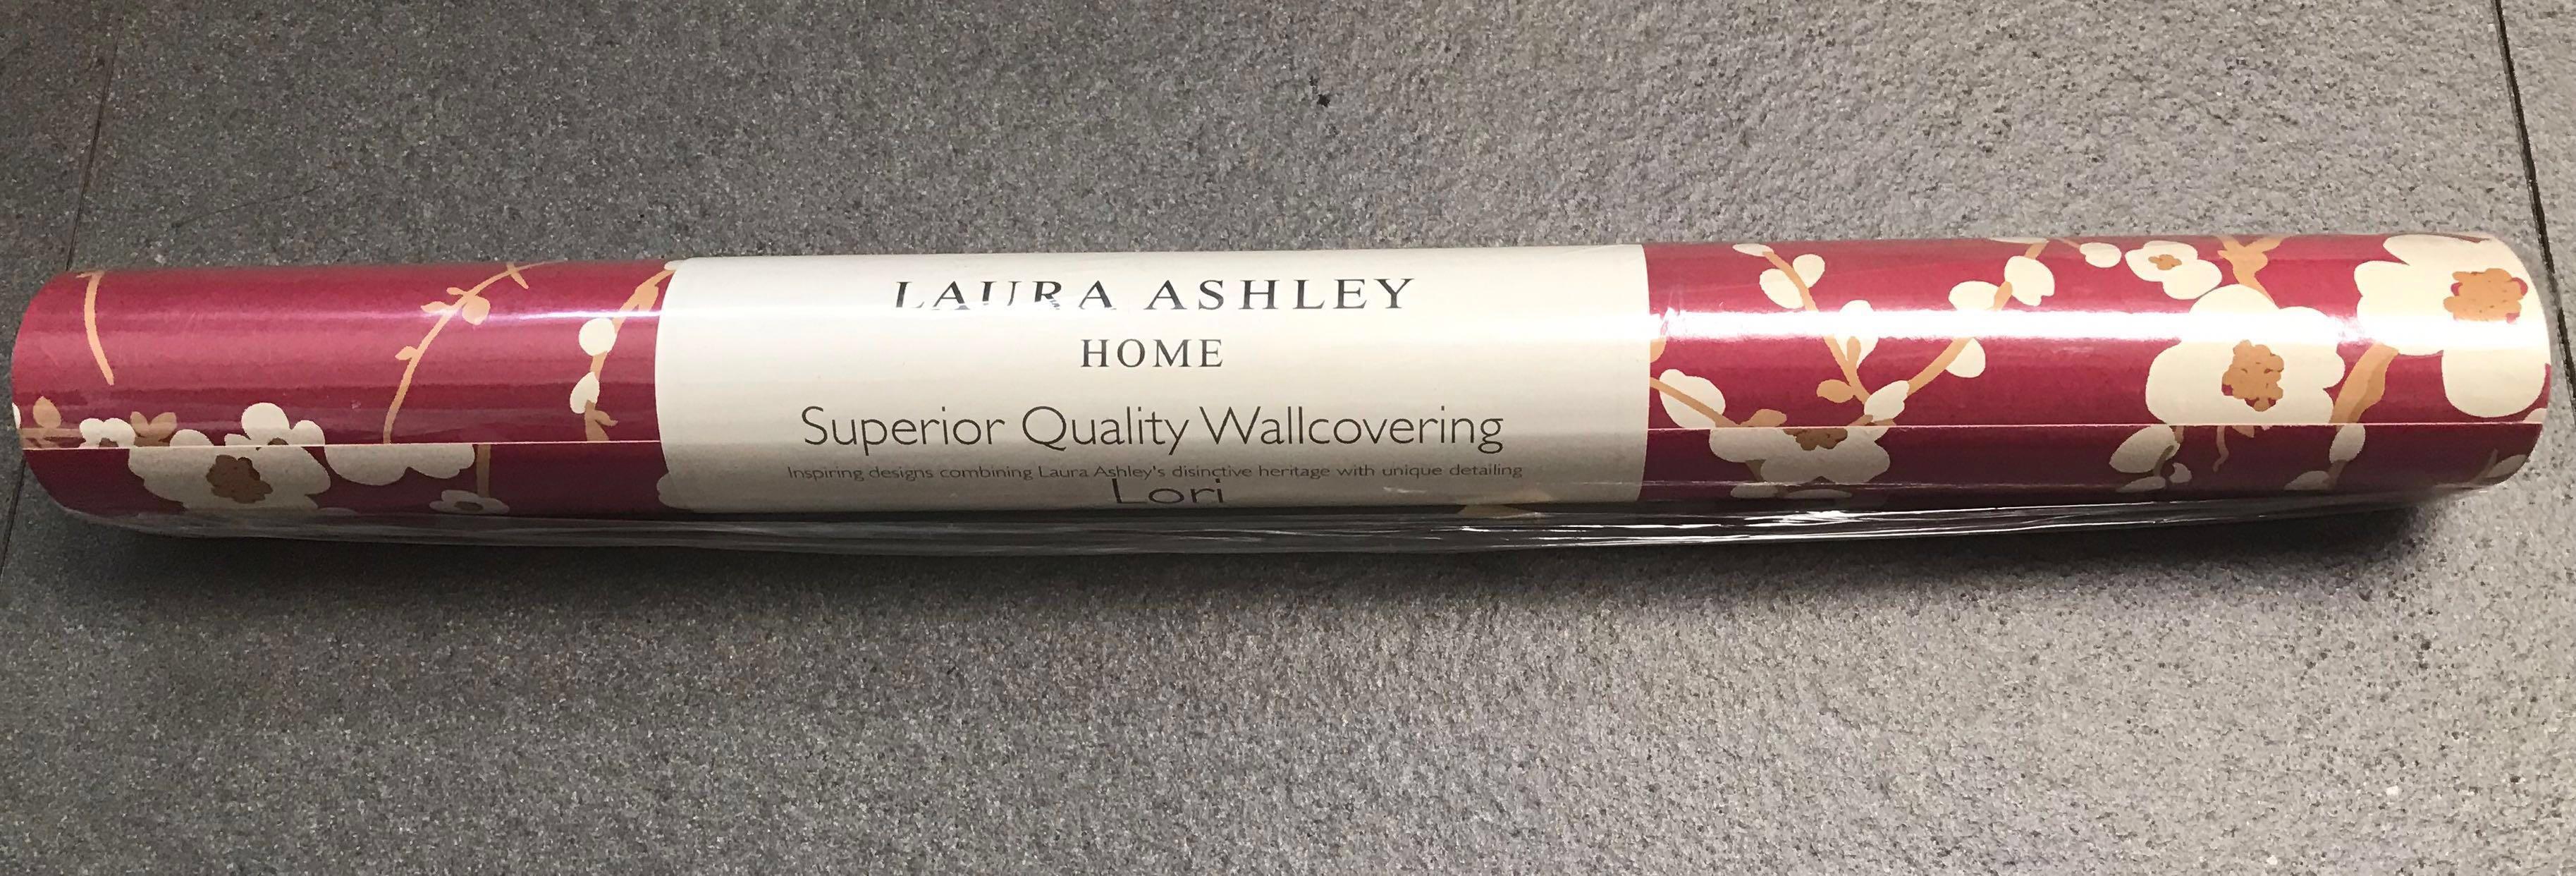 LAURA ASHLEY
HOME
Superior Quality Wallcovering
Inspiring designs combining Laura Ashley's disinctive heritage with unique detailing
Lori